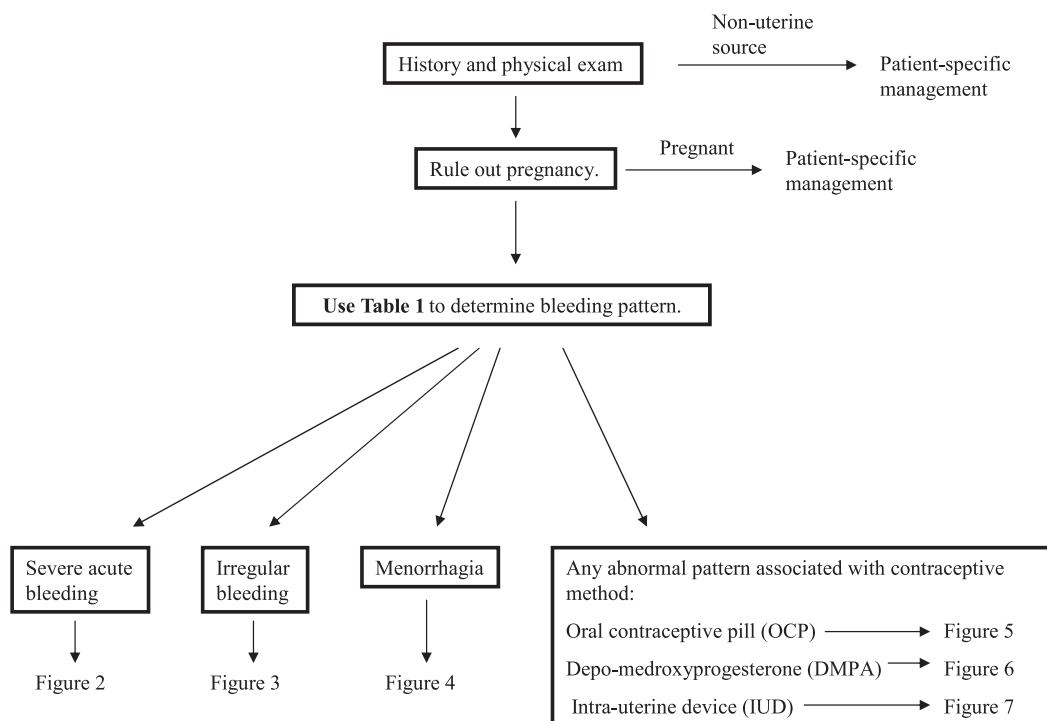 Non-uterine
source
History and physical exam
Patient-specific
management
Pregnant
Rule out pregnancy.
Patient-specific
management
Use Table 1 to determine bleeding pattern.
Severe acute
bleeding
Figure 2
Irregular
bleeding
Figure 3
Menorrhagia
Figure 4
Any abnormal pattern associated with contraceptive
method:
Oral contraceptive pill (OCP) Figure 5
Depo-medroxyprogesterone (DMPA) Figure 6
Intra-uterine device (IUD) Figure 7